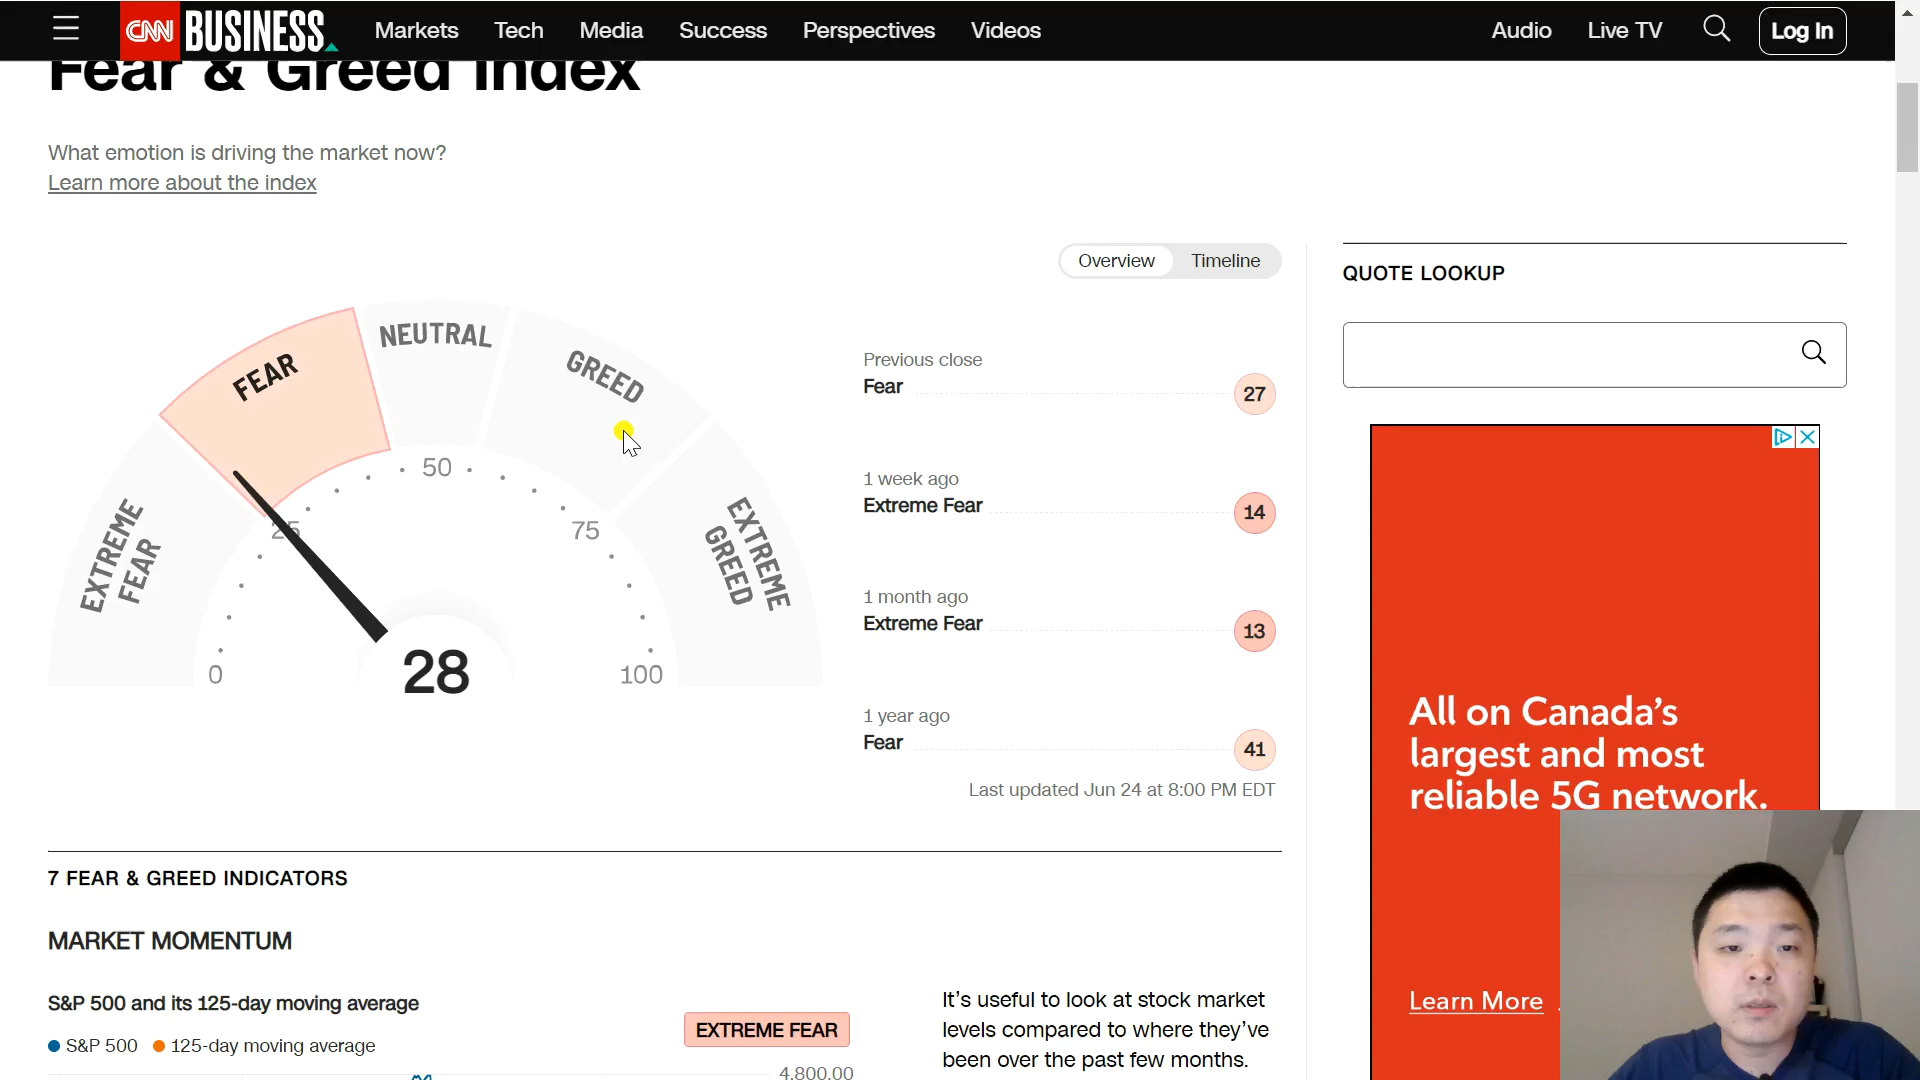 CNN BUSINESS
Markets Tech Media Success Perspectives Videos
Audio Live TV Log In
Fear & Greed Index
What emotion is driving the market now?
Learn more about the index
Overview Timeline
QUOTE LOOKUP
EXTREME FEAR
FEAR
NEUTRAL
GREED
EXTREME GREED
0
25
50
75
100
28
Previous close
Fear 27
1 week ago
Extreme Fear 14
1 month ago
Extreme Fear 13
1 year ago
Fear 41
Last updated Jun 24 at 8:00 PM EDT
All on Canada's
largest and most
reliable 5G network.
Learn More
7 FEAR & GREED INDICATORS
MARKET MOMENTUM
S&P 500 and its 125-day moving average
EXTREME FEAR
S&P 500 125-day moving average
4,800.00
It's useful to look at stock market
levels compared to where they've
been over the past few months.